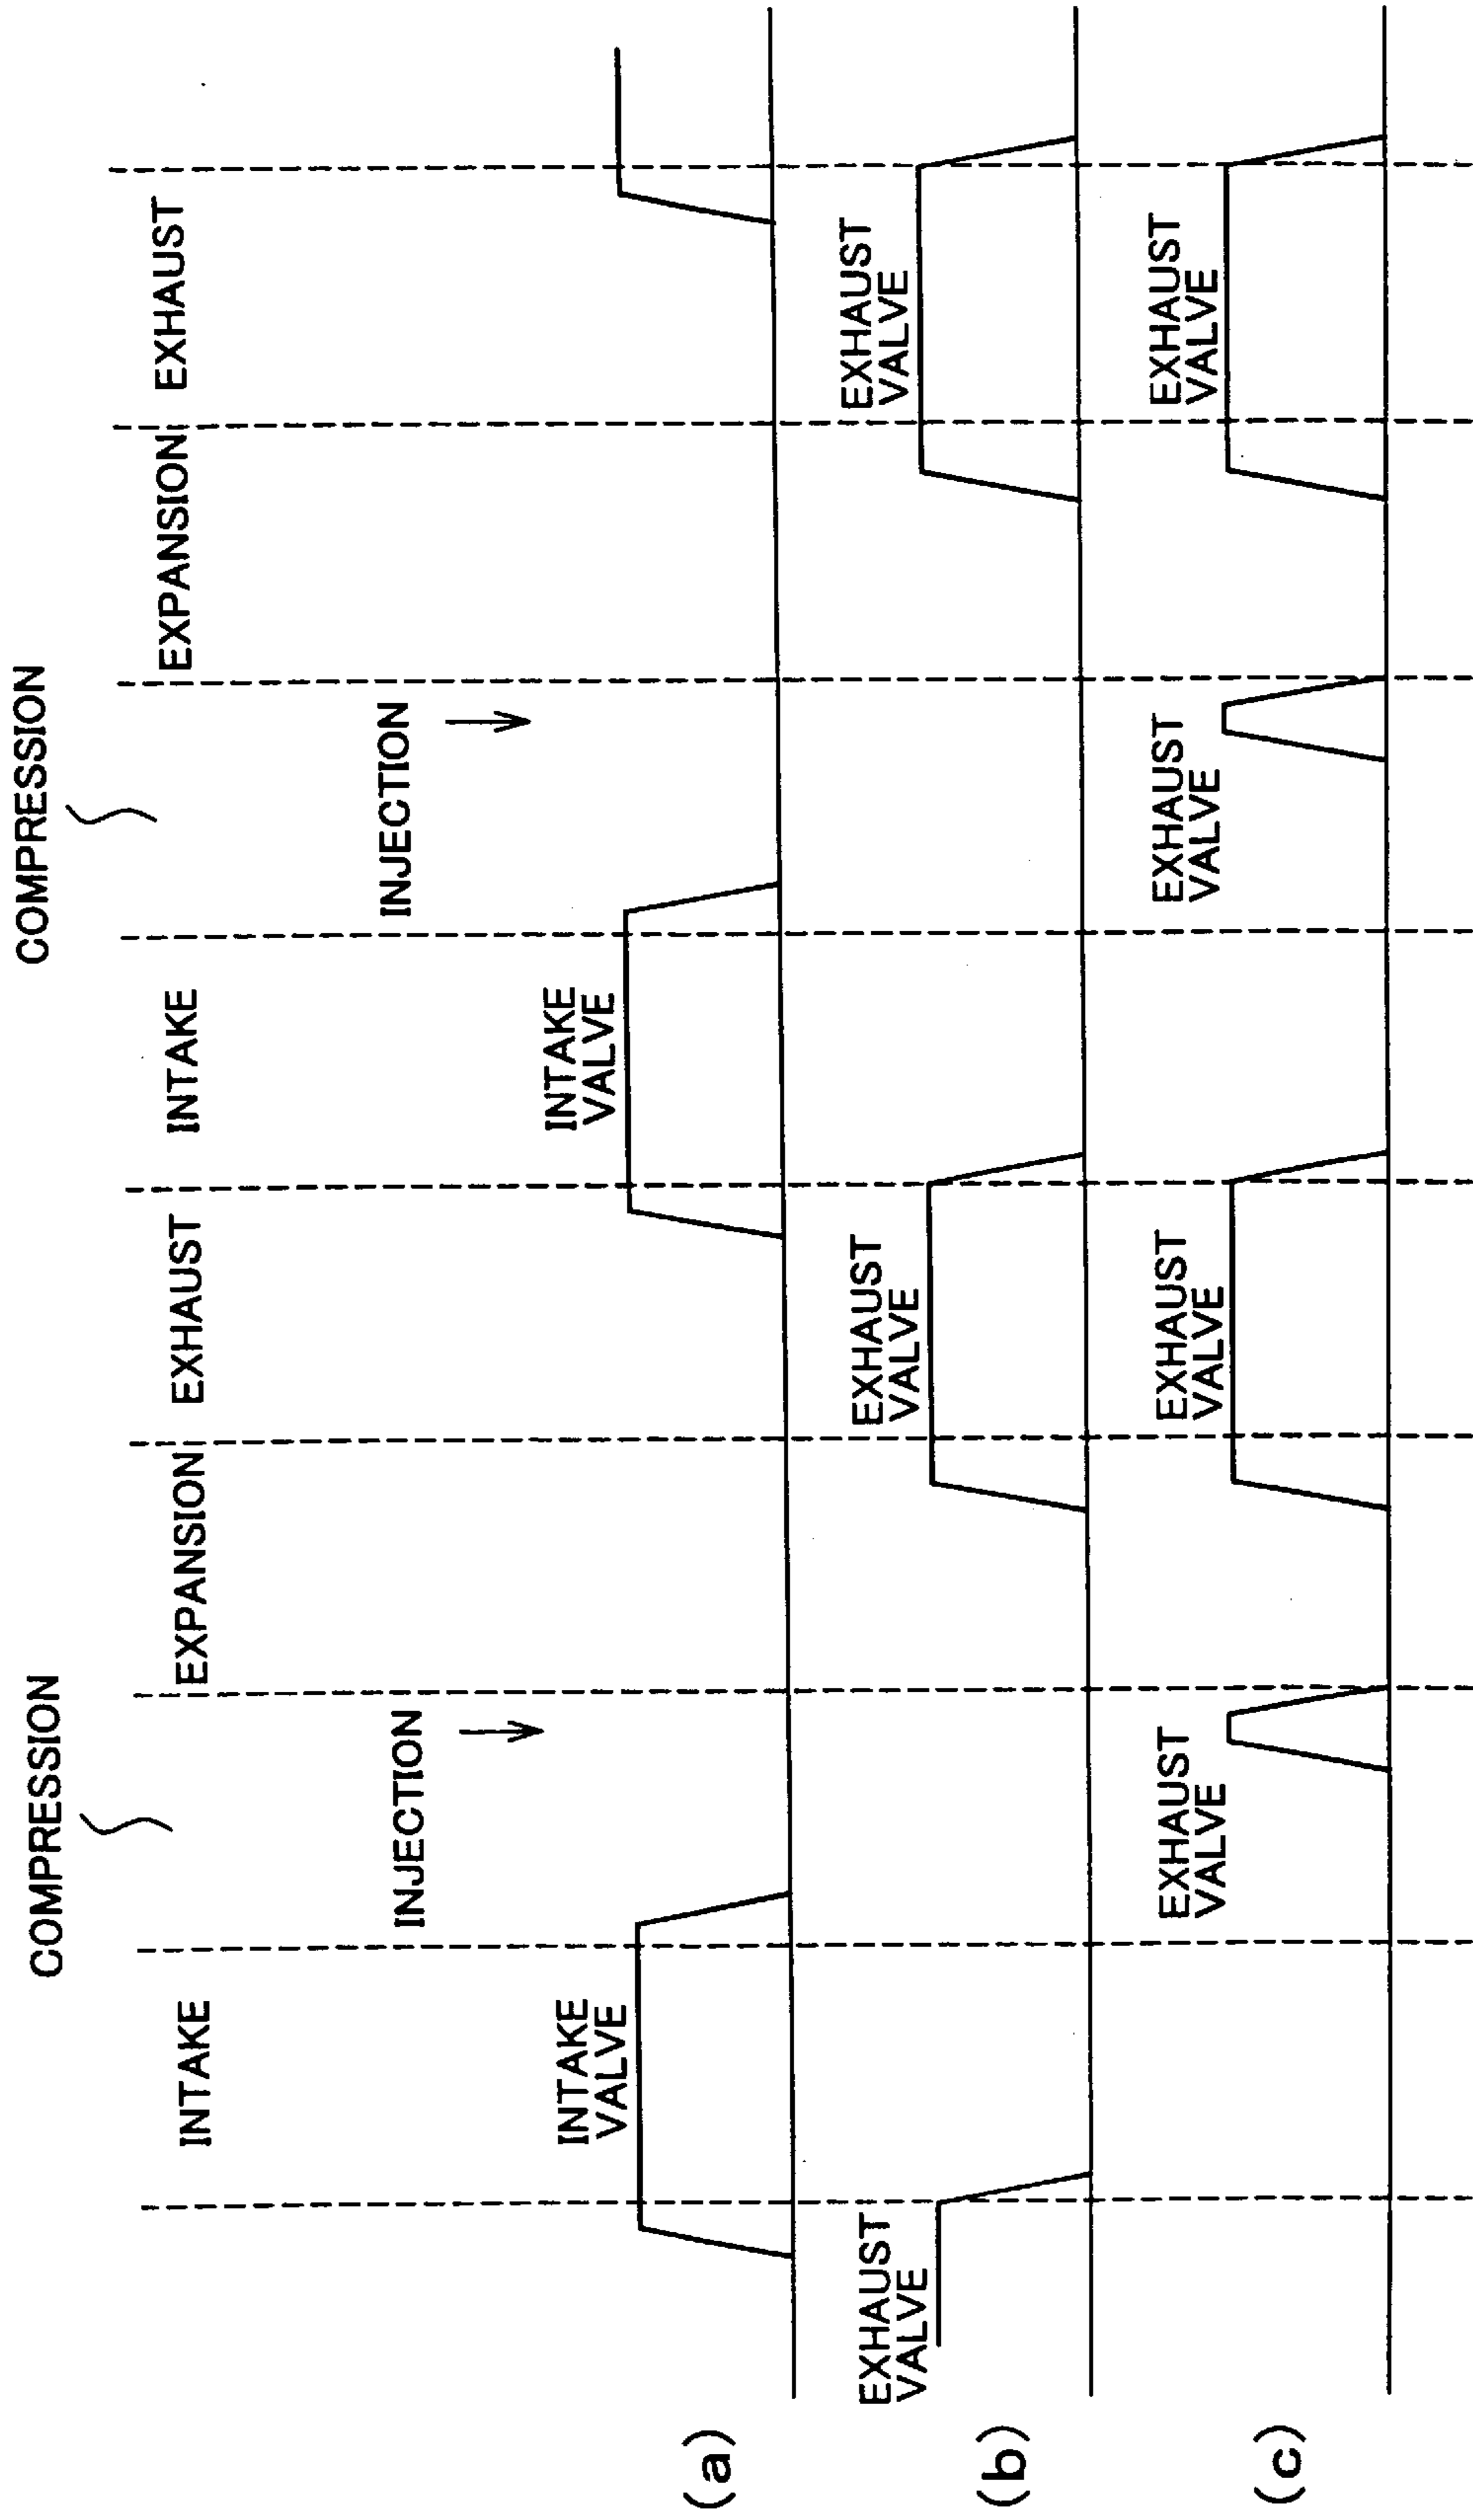 COMPRESSION
COMPRESSION
INTAKE
EXPANSION
EXHAUST
INTAKE
EXPANSION
EXHAUST
INJECTION
INJECTION
(a)
INTAKE
VALVE
INTAKE
VALVE
(b)
EXHAUST
VALVE
EXHAUST
VALVE
EXHAUST
VALVE
(c)
EXHAUST
VALVE
EXHAUST
VALVE
EXHAUST
VALVE
EXHAUST
VALVE